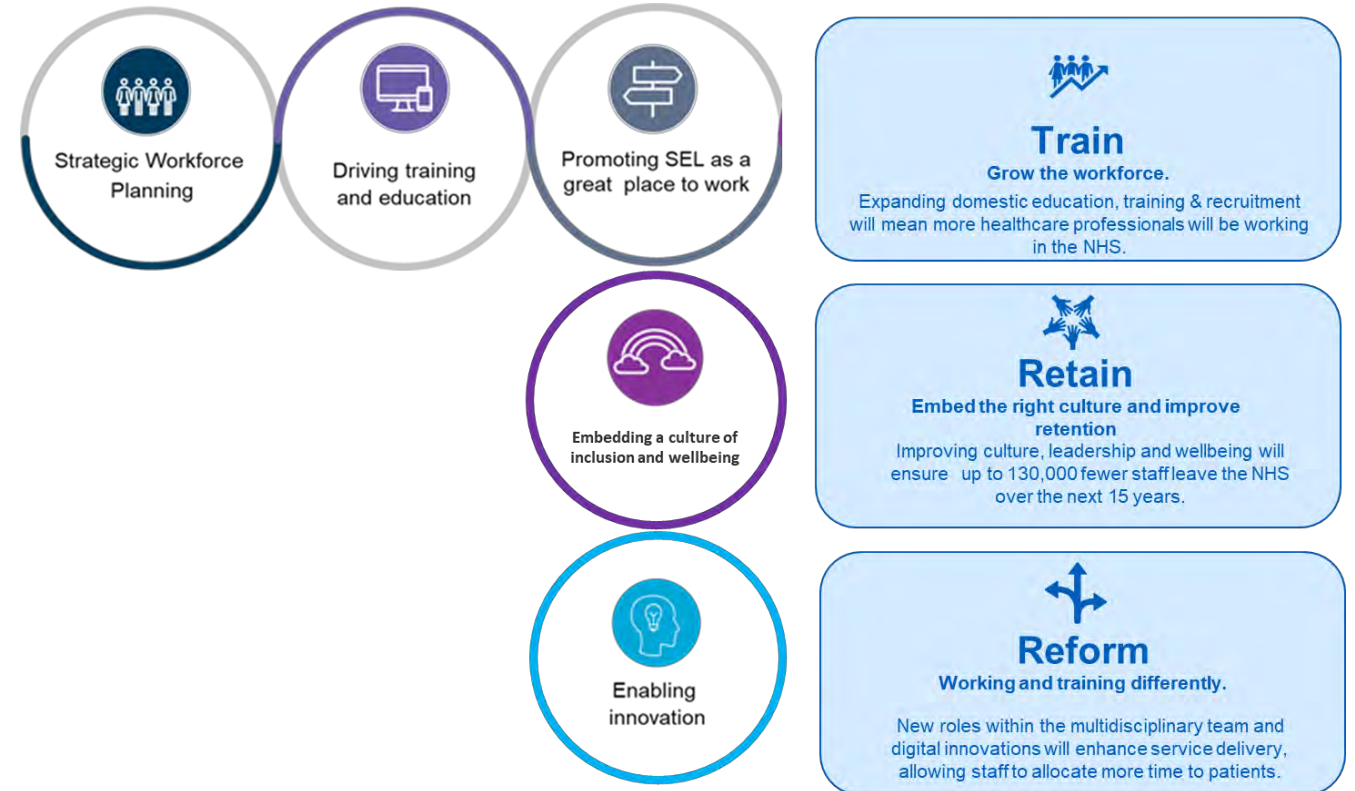 Strategic Workforce
Planning
Driving training
and education
Promoting SEL as a
great place to work
Train
Grow the workforce.
Expanding domestic education, training & recruitment
will mean more healthcare professionals will be working
in the NHS.
Embedding a culture of
inclusion and wellbeing
Retain
Embed the right culture and improve
retention
Improving culture, leadership and wellbeing will
ensure up to 130,000 fewer staff leave the NHS
over the next 15 years.
Enabling
innovation
Reform
Working and training differently.
New roles within the multidisciplinary team and
digital innovations will enhance service delivery,
allowing staff to allocate more time to patients.